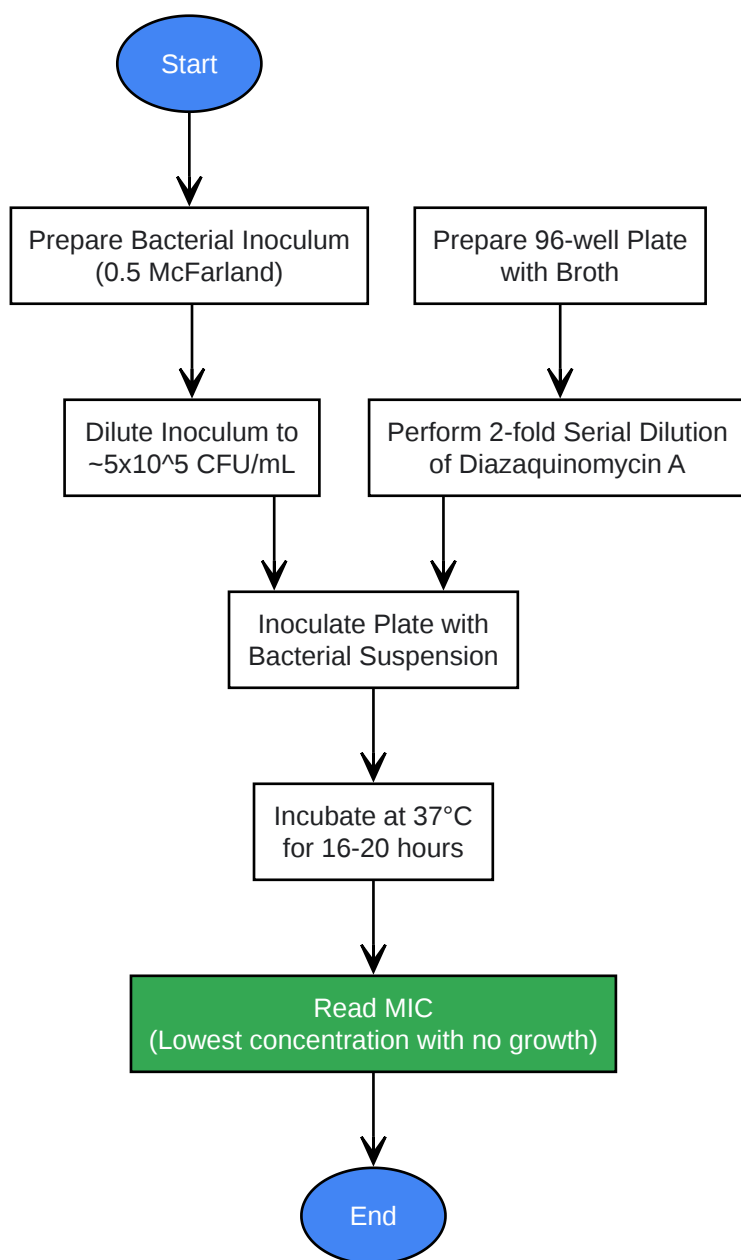 Start
Prepare Bacterial Inoculum
(0.5 McFarland)
Prepare 96-well Plate
with Broth
Dilute Inoculum to
~5x10^5 CFU/mL
Perform 2-fold Serial Dilution
of Diazaquinomycin A
Inoculate Plate with
Bacterial Suspension
Incubate at 37°C
for 16-20 hours
Read MIC
(Lowest concentration with no growth)
End